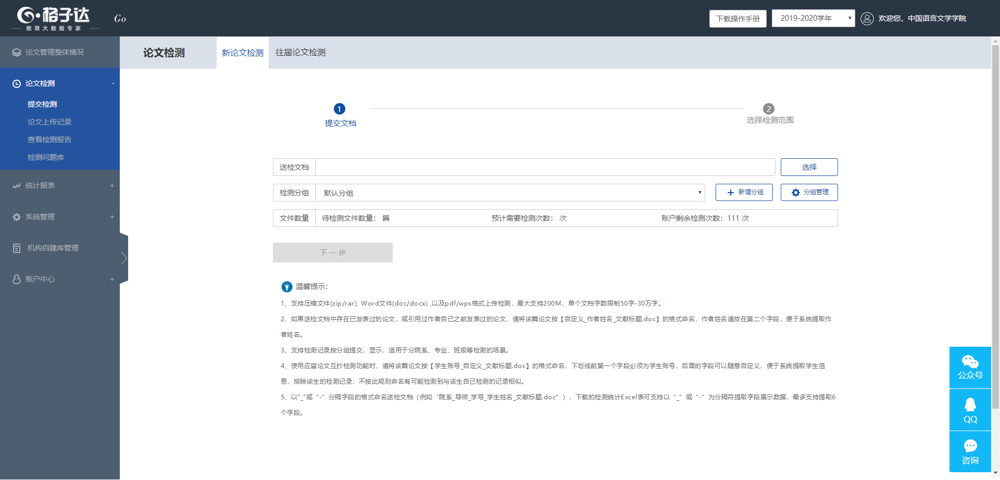 格子达
教育大数据专家
Go
下载操作手册
2019-2020学年
欢迎您，中国语言文学学院
论文管理整体情况
论文检测
-
提交检测
论文上传记录
查看检测报告
检测问题库
统计报表
+
系统管理
+
机构自建库管理
账户中心
+
论文检测
新论文检测
往届论文检测
1
提交文档
2
选择检测范围
送检文档
选择
检测分组
默认分组
新增分组
分组管理
文件数量
待检测文件数量： 篇
预计需要检测次数： 次
账户剩余检测次数：111 次
下一步
温馨提示：
1、支持压缩文件(zip/rar), Word文件(doc/docx) ,以及pdf/wps格式上传检测，最大支持200M，单个文档字数限制50字-30万字。
2、如果送检文档中存在已发表过的论文，或引用过作者自己之前发表过的论文，请将该篇论文按【自定义_作者姓名_文献标题.doc】的格式命名，作者姓名请放在第二个字段，便于系统提取作
者姓名。
3、支持检测记录按分组提交，显示，适用于分院系、专业、班级等检测的场景。
4、使用应届论文互抄检测功能时，请将该篇论文按【学生账号_自定义_文献标题.doc】的格式命名，下划线前第一个字段必须为学生账号，后面的字段可以随意自定义，便于系统提取学生信
息，排除该生的检测记录，不按此规则命名有可能检测到与该生自己检测的记录相似。
5、以"_"或“-”分隔字段的格式命名送检文档（例如“院系_导师_学号_学生姓名_文献标题.doc”），下载的检测统计Excel表可支持以“_”或“-”为分隔符提取字段展示数据，最多支持提取6
个字段。
公众号
QQ
咨询